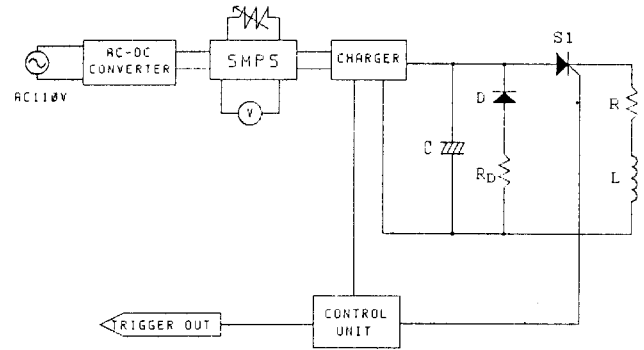 AC-DC
CONVERTER
SMPS
CHARGER
S1
AC110V
V
D
R
C
RD
L
CONTROL
UNIT
TRIGGER OUT